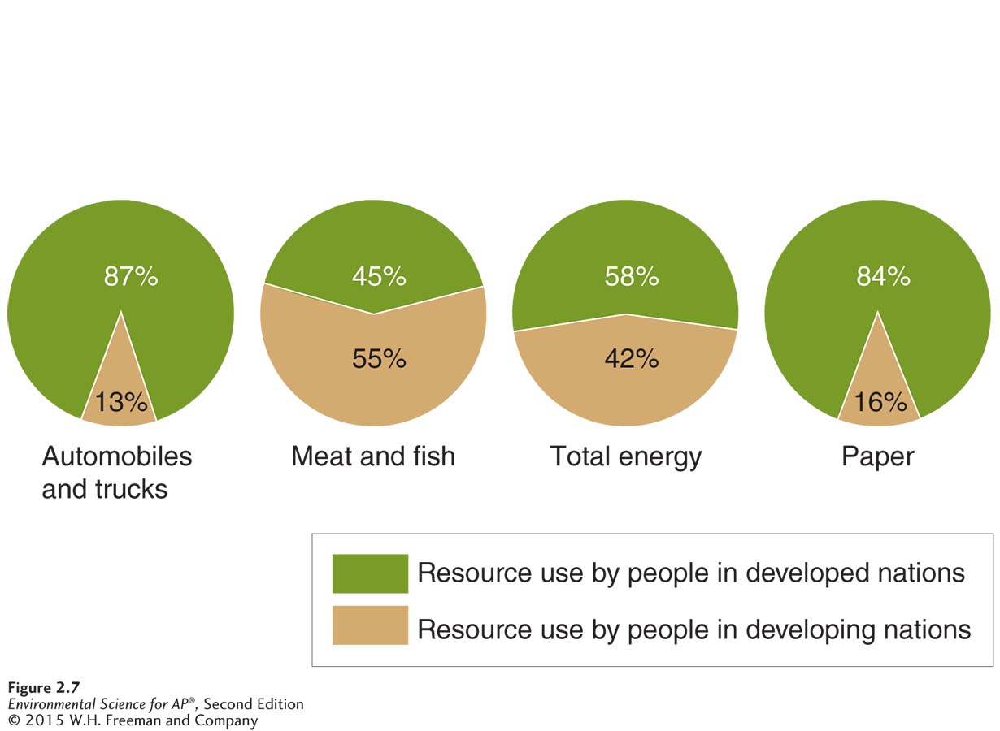 87%
13%
Automobiles
and trucks
45%
55%
Meat and fish
58%
42%
Total energy
84%
16%
Paper
Resource use by people in developed nations
Resource use by people in developing nations
Figure 2.7
Environmental Science for AP®, Second Edition
© 2015 W.H. Freeman and Company